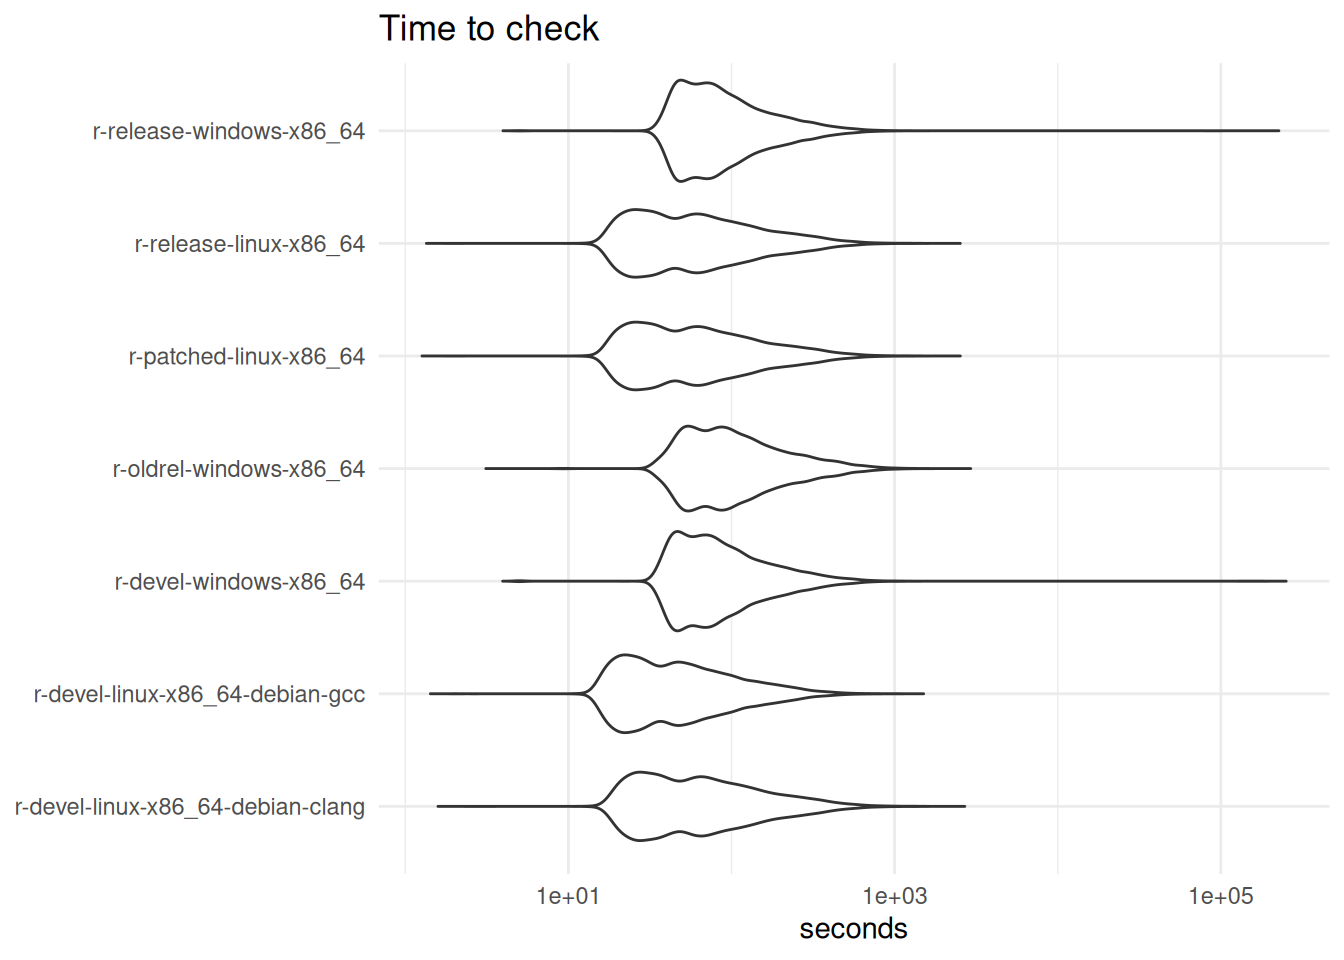 Time to check
r-release-windows-x86_64
r-release-linux-x86_64
r-patched-linux-x86_64
r-oldrel-windows-x86_64
r-devel-windows-x86_64
r-devel-linux-x86_64-debian-gcc
r-devel-linux-x86_64-debian-clang
1e+01 1e+03 1e+05
seconds